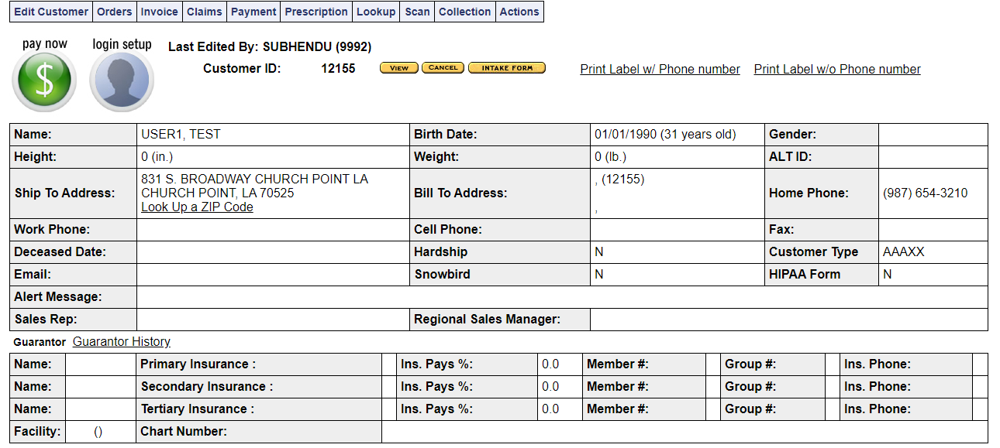 Edit Customer Orders Invoice Claims Payment Prescription Lookup Scan Collection Actions
pay now login setup Last Edited By: SUBHENDU (9992)
Customer ID: 12155 VIEW CANCEL INTAKE FORM Print Label w/ Phone number Print Label w/o Phone number
$
Name: USER1, TEST Birth Date: 01/01/1990 (31 years old) Gender:
Height: 0 (in.) Weight: 0 (lb.) ALT ID:
Ship To Address: 831 S. BROADWAY CHURCH POINT LA
CHURCH POINT, LA 70525
Look Up a ZIP Code
Bill To Address: , (12155)
,
Home Phone: (987) 654-3210
Work Phone: Cell Phone: Fax:
Deceased Date: Hardship N Customer Type AAAXX
Email: Snowbird N HIPAA Form N
Alert Message:
Sales Rep: Regional Sales Manager:
Guarantor Guarantor History
Name: Primary Insurance : Ins. Pays %: 0.0 Member #: Group #: Ins. Phone:
Name: Secondary Insurance : Ins. Pays %: 0.0 Member #: Group #: Ins. Phone:
Name: Tertiary Insurance : Ins. Pays %: 0.0 Member #: Group #: Ins. Phone:
Facility: () Chart Number: